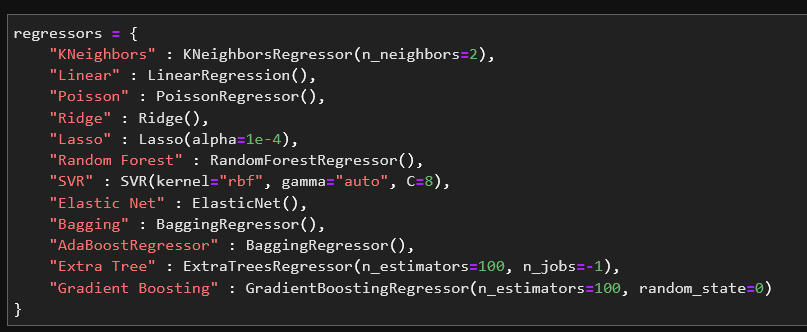 regressors = {
    "KNeighbors" : KNeighborsRegressor(n_neighbors=2),
    "Linear" : LinearRegression(),
    "Poisson" : PoissonRegressor(),
    "Ridge" : Ridge(),
    "Lasso" : Lasso(alpha=1e-4),
    "Random Forest" : RandomForestRegressor(),
    "SVR" : SVR(kernel="rbf", gamma="auto", C=8),
    "Elastic Net" : ElasticNet(),
    "Bagging" : BaggingRegressor(),
    "AdaBoostRegressor" : BaggingRegressor(),
    "Extra Tree" : ExtraTreesRegressor(n_estimators=100, n_jobs=-1),
    "Gradient Boosting" : GradientBoostingRegressor(n_estimators=100, random_state=0)
}